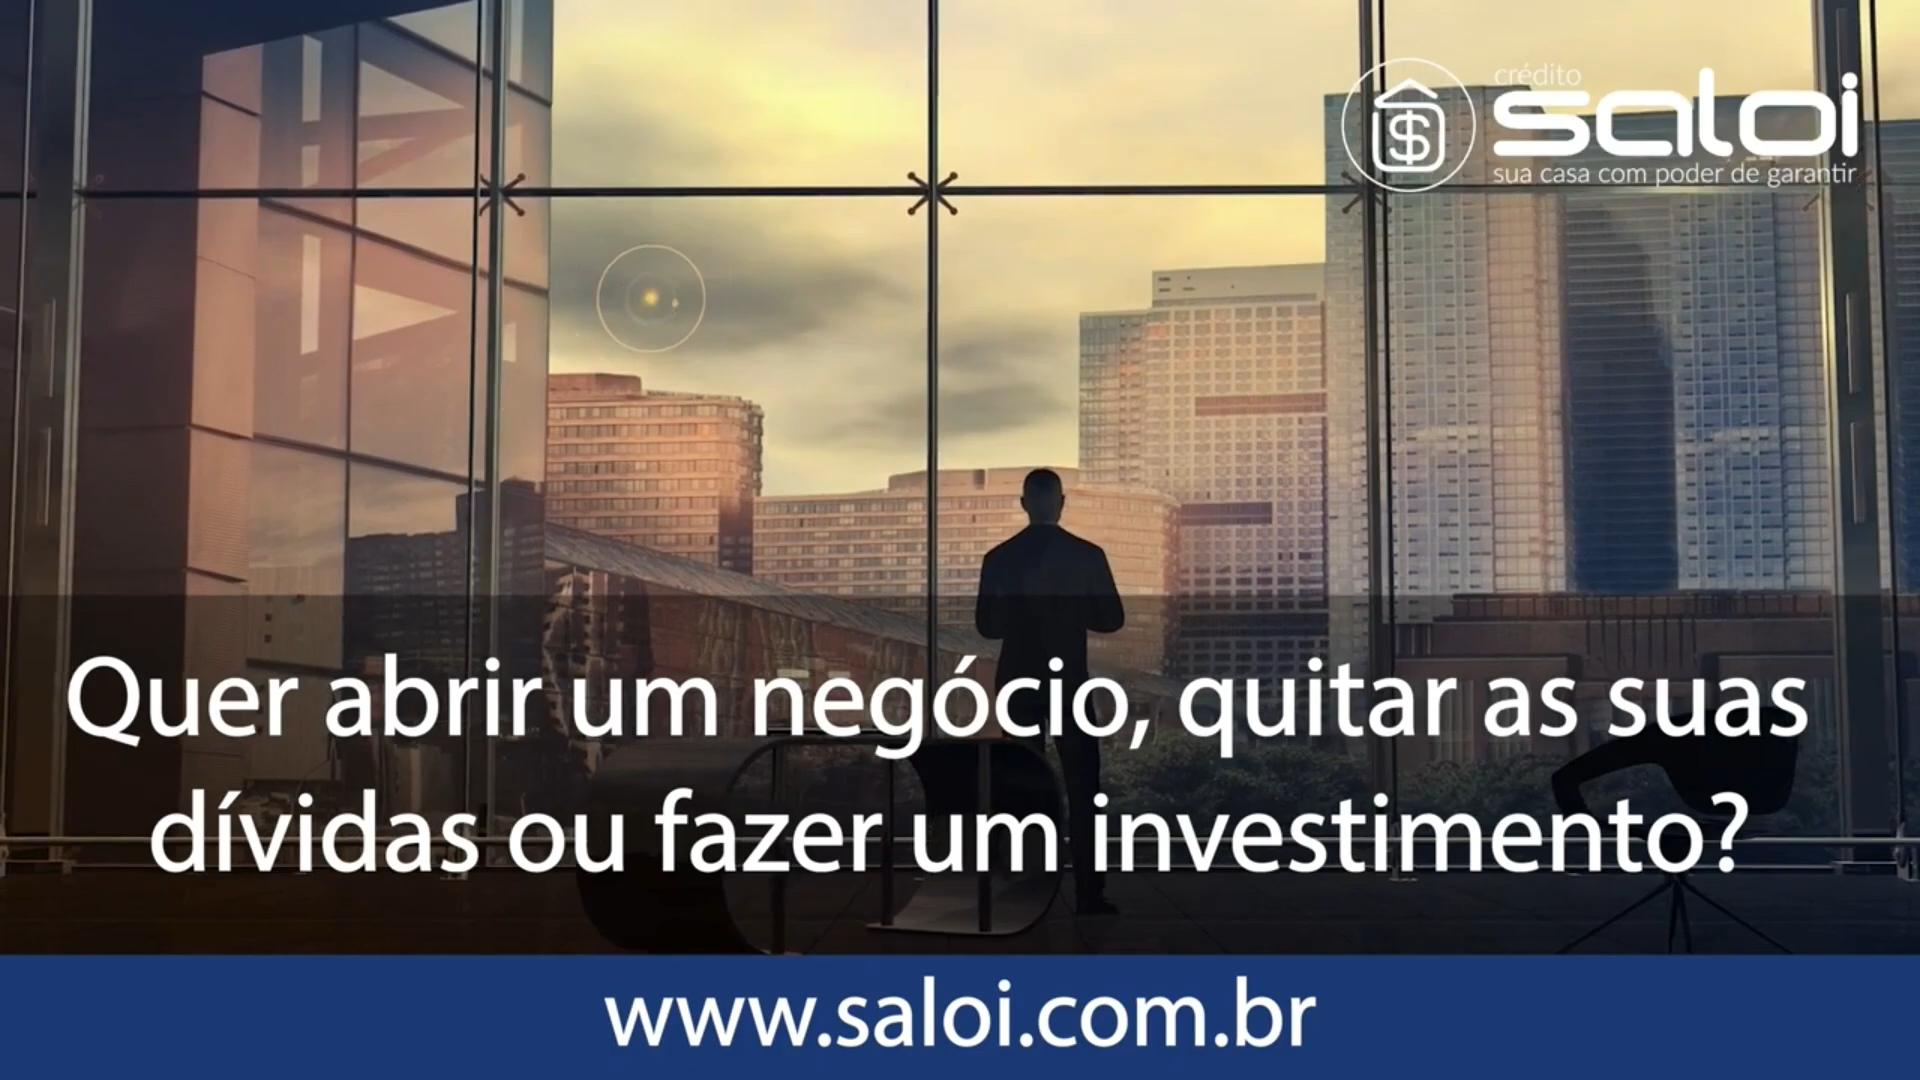 crédito
saloi
sua casa com poder de garantir
Quer abrir um negócio, quitar as suas
dívidas ou fazer um investimento?
www.saloi.com.br